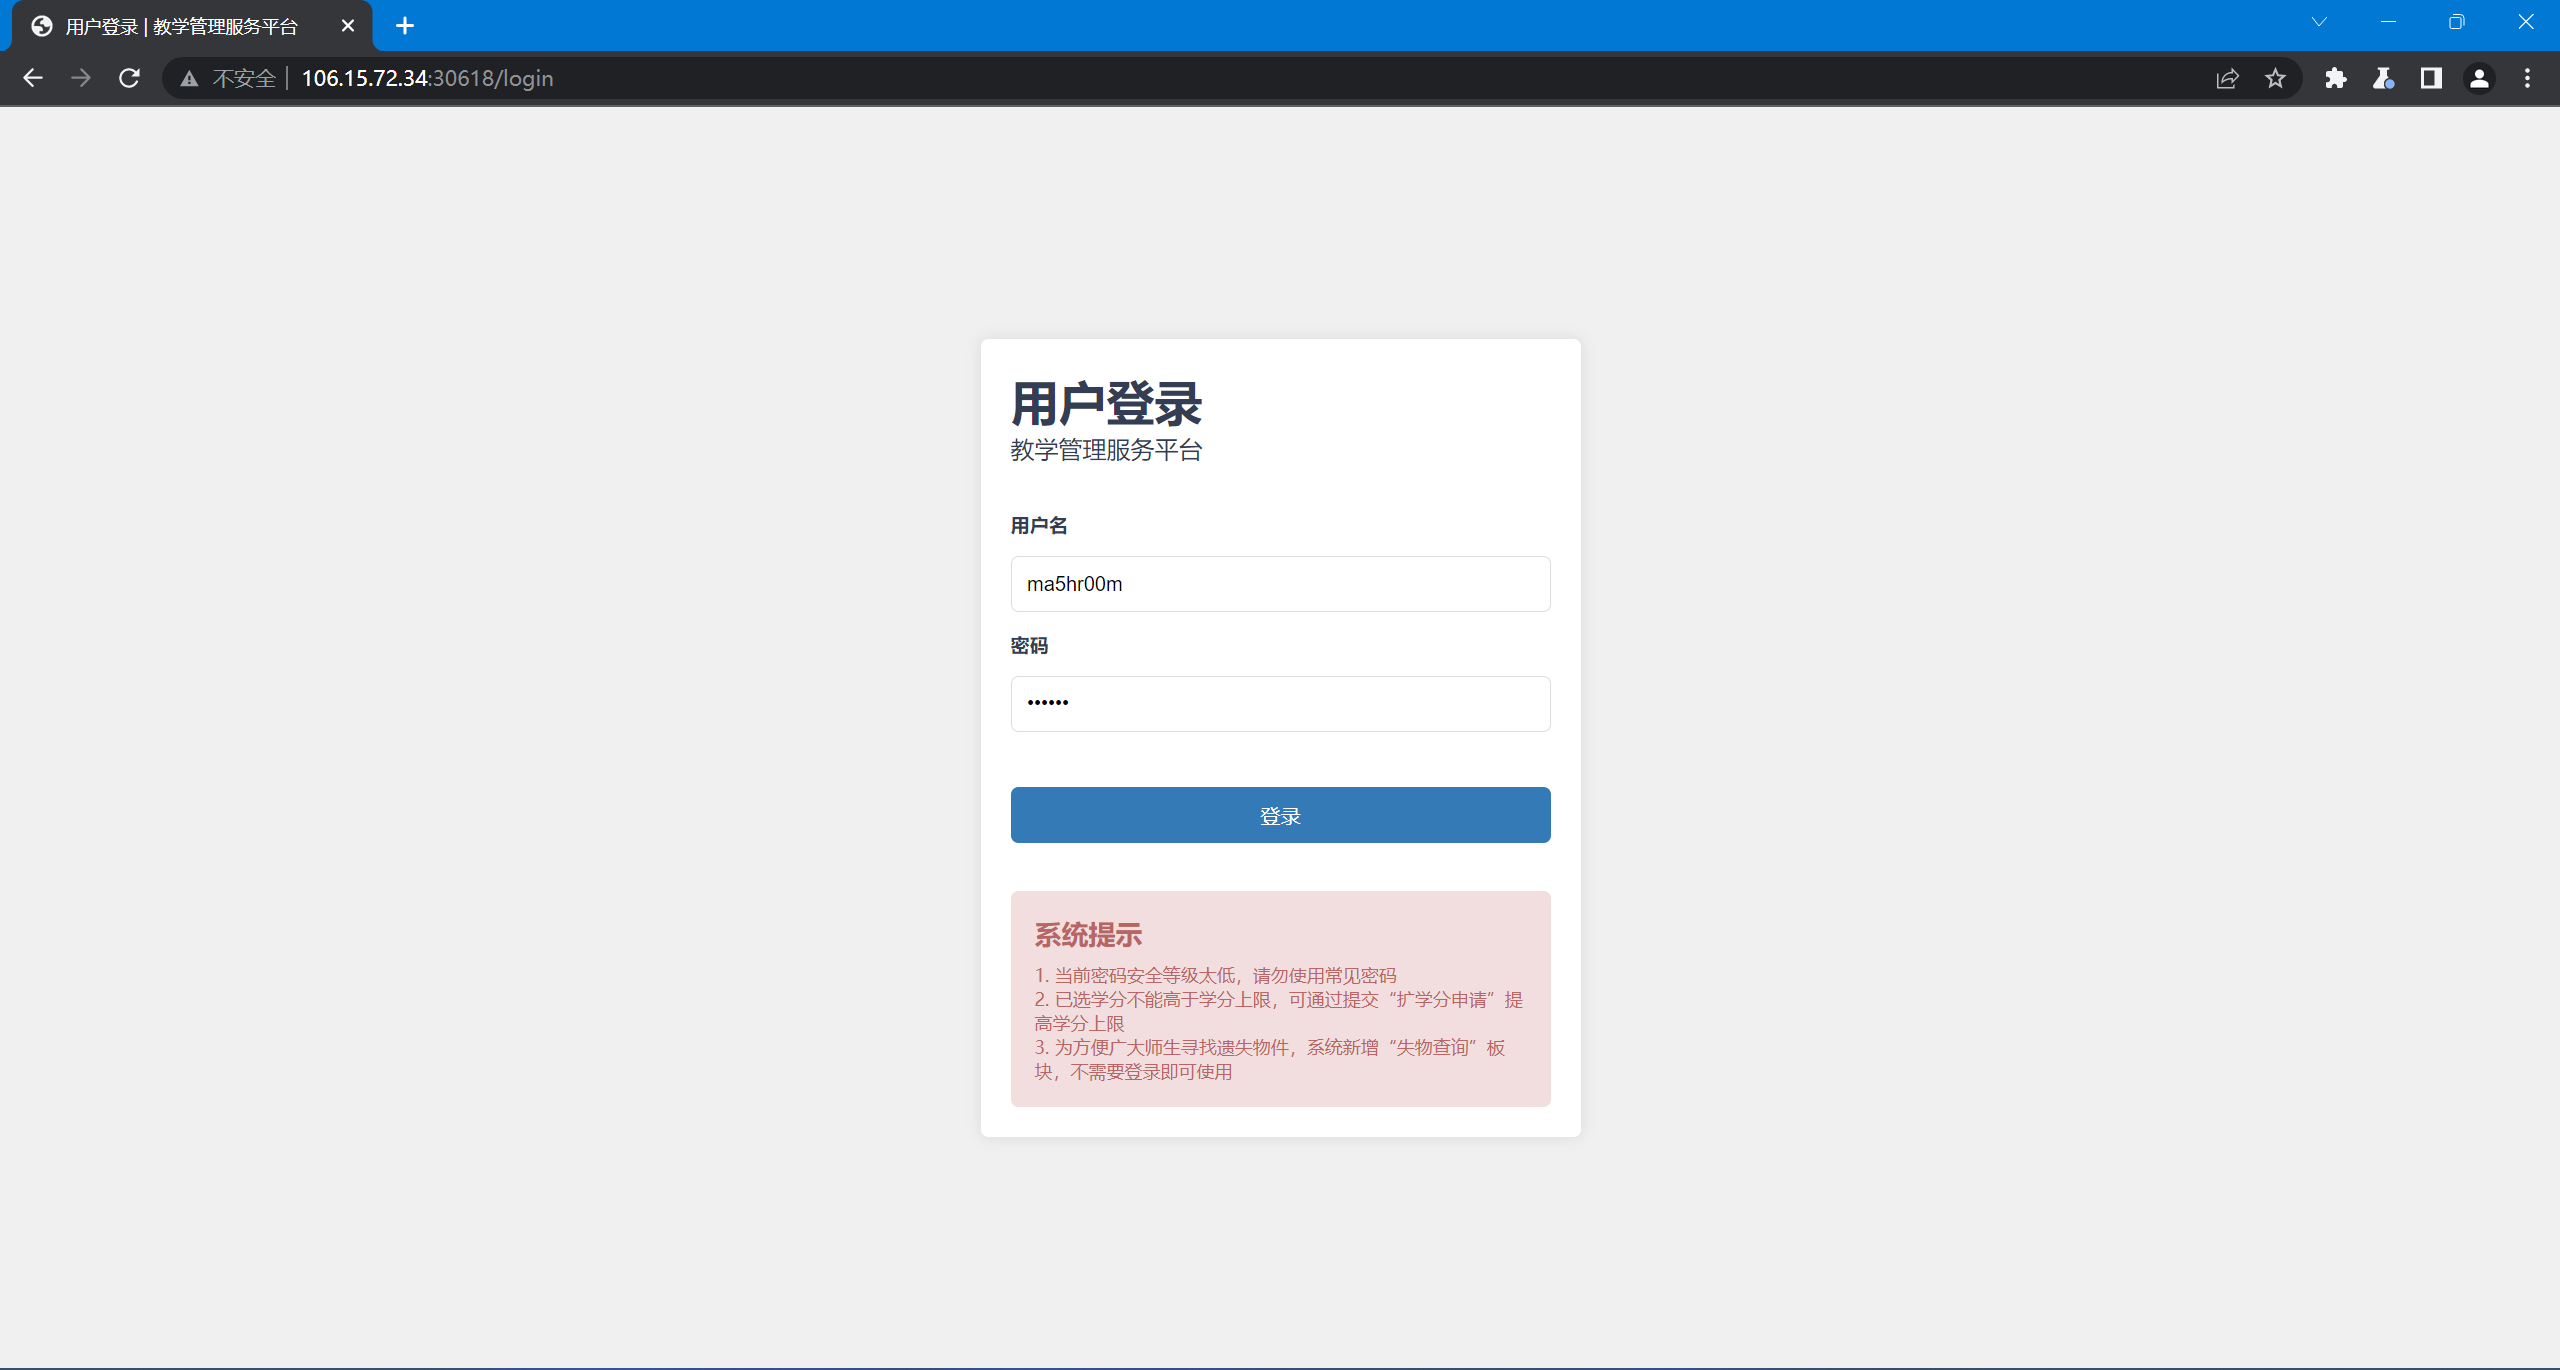 用户登录 | 教学管理服务平台
不安全 | 106.15.72.34:30618/login
用户登录
教学管理服务平台
用户名
ma5hr00m
密码
••••••
登录
系统提示
1. 当前密码安全等级太低，请勿使用常见密码
2. 已选学分不能高于学分上限，可通过提交“扩学分申请”提
高学分上限
3. 为方便广大师生寻找遗失物件，系统新增“失物查询”板
块，不需要登录即可使用